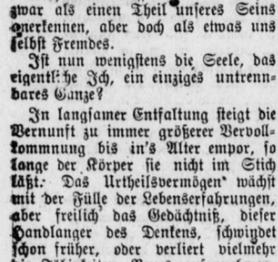 zwar als einen Theil unseres Seins
anerkennen, aber doch als etwas uns
selbst Fremdes.
Ist nun wenigstens die Seele, das
eigentliche Ich, ein einziges untrenn-
bares Ganze?
In langsamer Entfaltung steigt die
Vernunft zu immer größerer Vervoll-
kommnung bis in's Alter empor, so
lange der Körper sie nicht im Stich
läßt. Das Urtheilsvermögen wächst
mit der Fülle der Lebenserfahrungen,
aber freilich das Gedächtniß, dieser
Handlanger des Denkens, schwindet
schon früher, oder verliert vielmehr